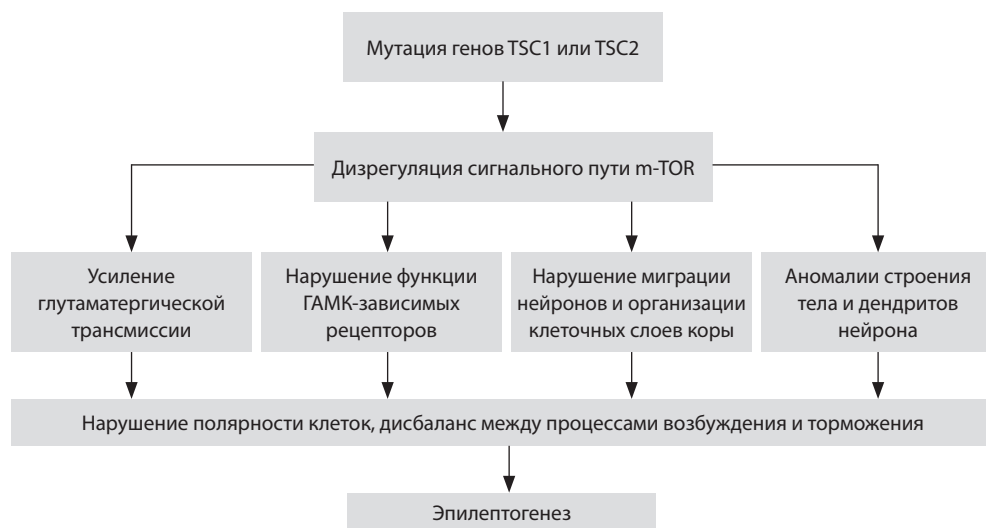 Мутация генов TSC1 или TSC2
Дизрегуляция сигнального пути m-TOR
Усиление
глутаматергической
трансмиссии
Нарушение функции
ГАМК-зависимых
рецепторов
Нарушение миграции
нейронов и организации
клеточных слоев коры
Аномалии строения
тела и дендритов
нейрона
Нарушение полярности клеток, дисбаланс между процессами возбуждения и торможения
Эпилептогенез